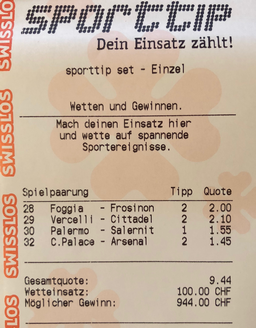 SPORTTIP
Dein Einsatz zählt!
sporttip set - Einzel
Wetten und Gewinnen.
Mach deinen Einsatz hier
und wette auf spannende
Sportereignisse.
Spielpaarung Tipp Quote
28 Foggia - Frosinon 2 2.00
29 Vercelli - Cittadel 2 2.10
30 Palermo - Salernit 1 1.55
32 C.Palace - Arsenal 2 1.45
Gesamtquote: 9.44
Wetteinsatz: 100.00 CHF
Möglicher Gewinn: 944.00 CHF
SWISSLOS
SWISSLOS
SWISSLOS
LOS